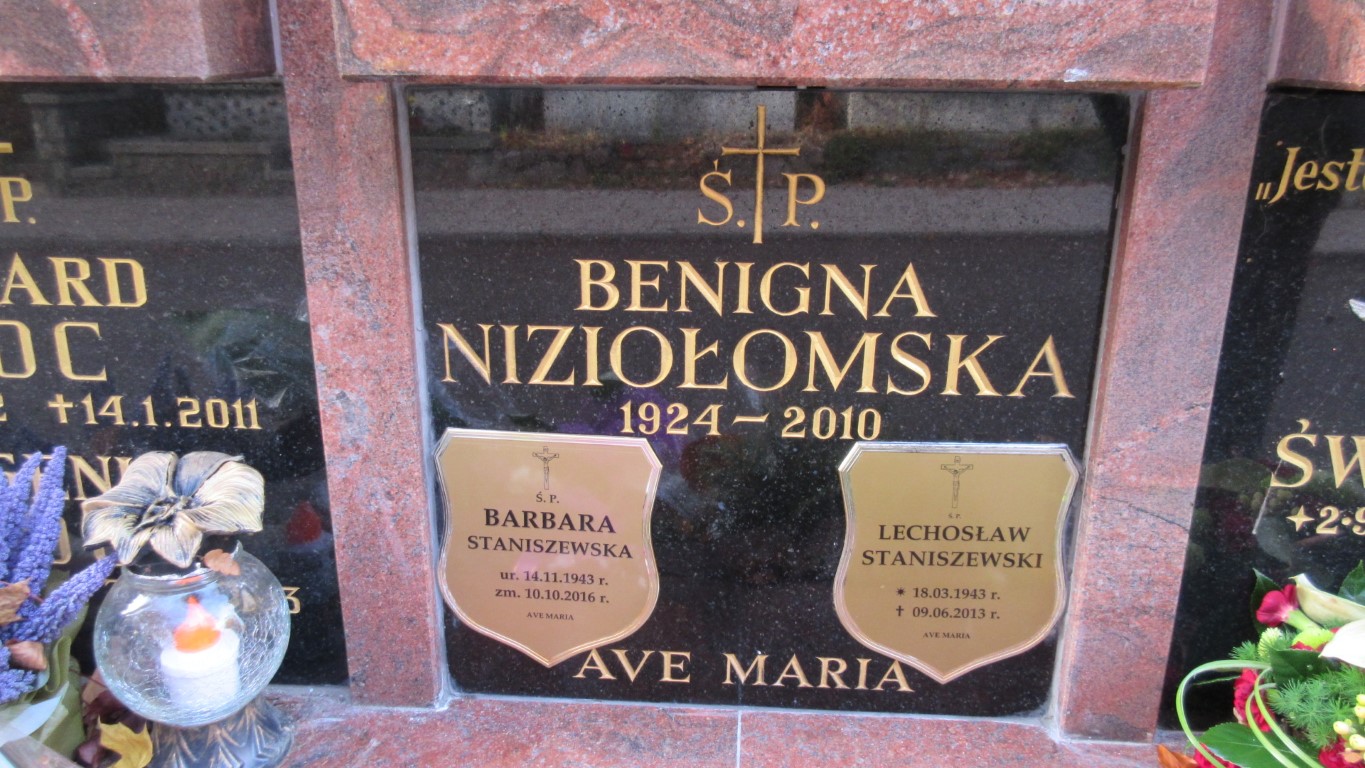 P.
ARD
OC
✝14.1.2011
Ś. P.
BENIGNA
NIZIOŁOMSKA
1924 – 2010
Ś. P.
BARBARA
STANISZEWSKA
ur. 14.11.1943 r.
zm. 10.10.2016 r.
AVE MARIA
Ś. P.
LECHOSŁAW
STANISZEWSKI
* 18.03.1943 r.
✝ 09.06.2013 r.
AVE MARIA
AVE MARIA
„Jest
ŚW